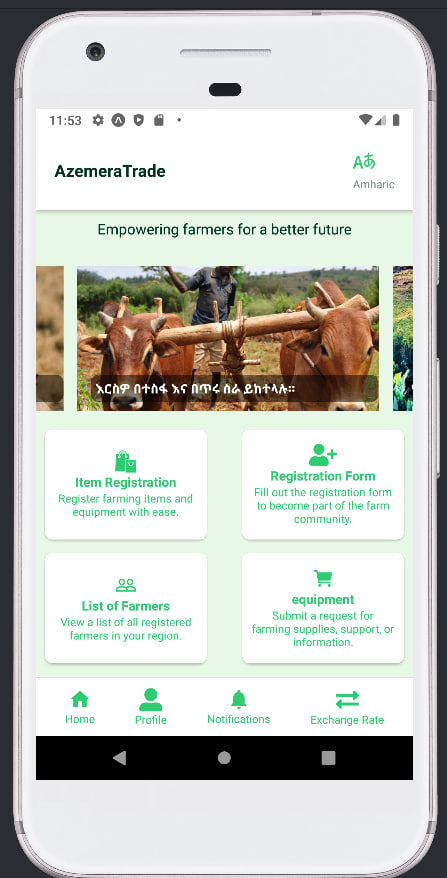 11:53
AzemeraTrade
Aあ
Amharic
Empowering farmers for a better future
እርስዎ በተስፋ እና በጥሩ ሰራ ይከተላሉ።
Item Registration
Register farming items and
equipment with ease.
Registration Form
Fill out the registration form
to become part of the farm
community.
List of Farmers
View a list of all registered
farmers in your region.
equipment
Submit a request for
farming supplies, support, or
information.
Home
Profile
Notifications
Exchange Rate